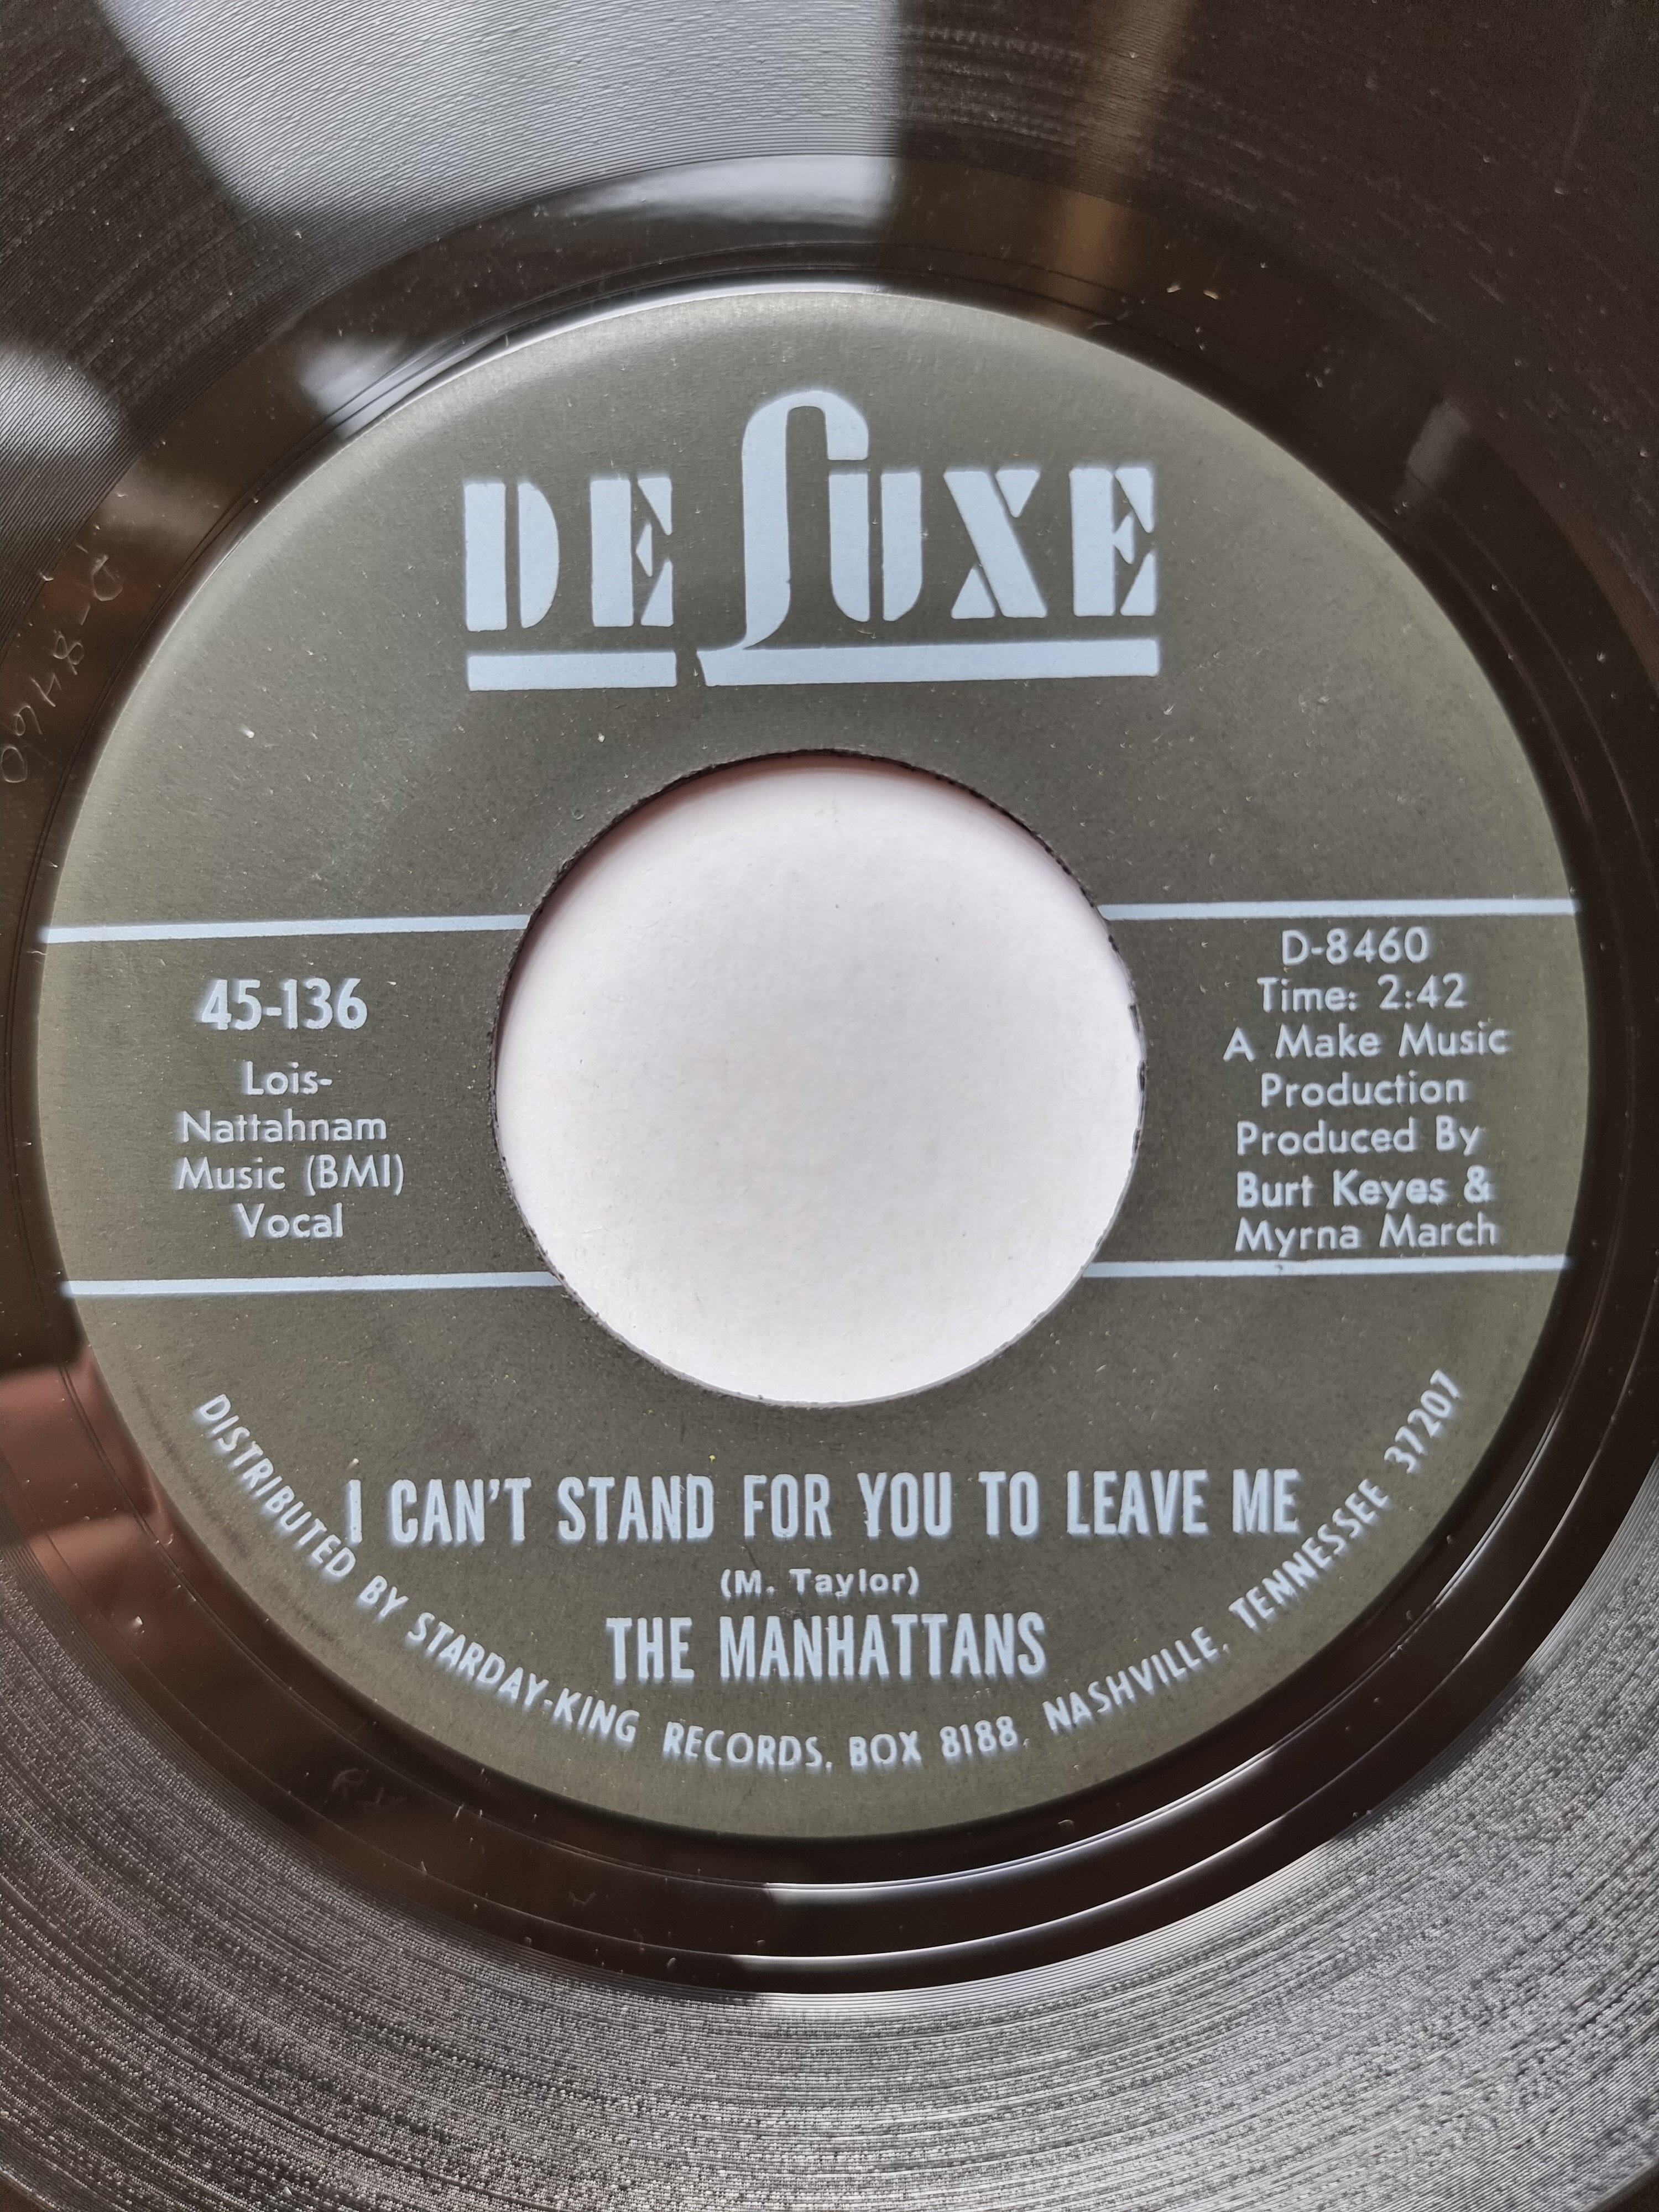 DE LUXE
45-136
Lois-
Nattahnam
Music (BMI)
Vocal
D-8460
Time: 2:42
A Make Music
Production
Produced By
Burt Keyes &
Myrna March
I CAN'T STAND FOR YOU TO LEAVE ME
(M. Taylor)
THE MANHATTANS
DISTRIBUTED BY STARDAY-KING RECORDS, BOX 8188, NASHVILLE, TENNESSEE 37207
D-8460